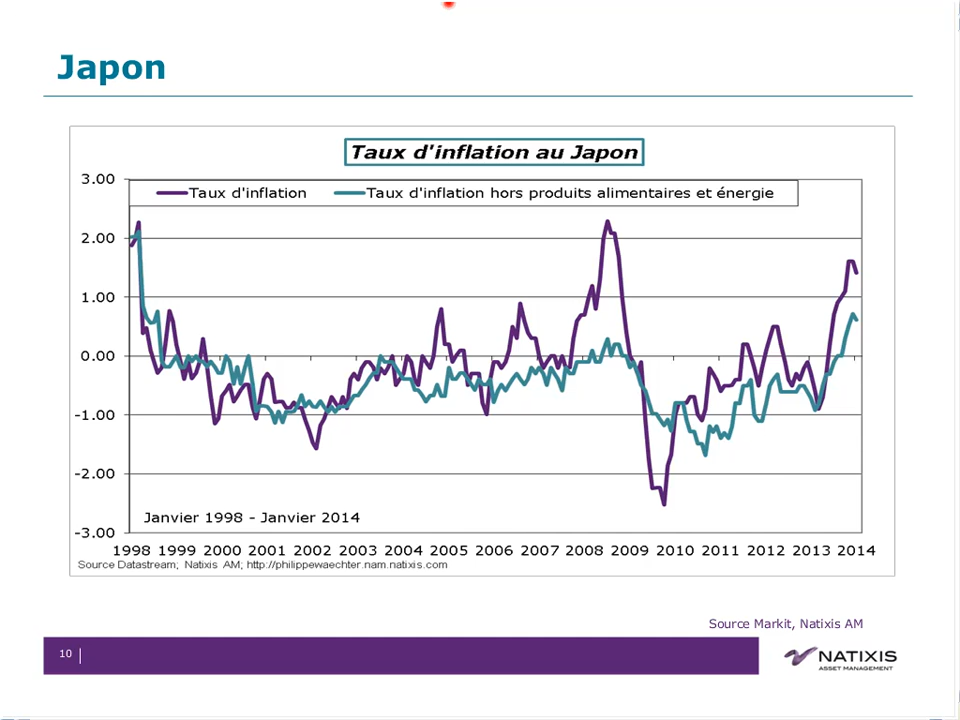 Japon
Taux d'inflation au Japon
3.00
Taux d'inflation
Taux d'inflation hors produits alimentaires et énergie
2.00
1.00
0.00
-1.00
-2.00
Janvier 1998 - Janvier 2014
-3.00
1998 1999 2000 2001 2002 2003 2004 2005 2006 2007 2008 2009 2010 2011 2012 2013 2014
Source Datastream; Natixis AM; http://philippewaechter.nam.natixis.com
Source Markit, Natixis AM
10
NATIXIS
ASSET MANAGEMENT